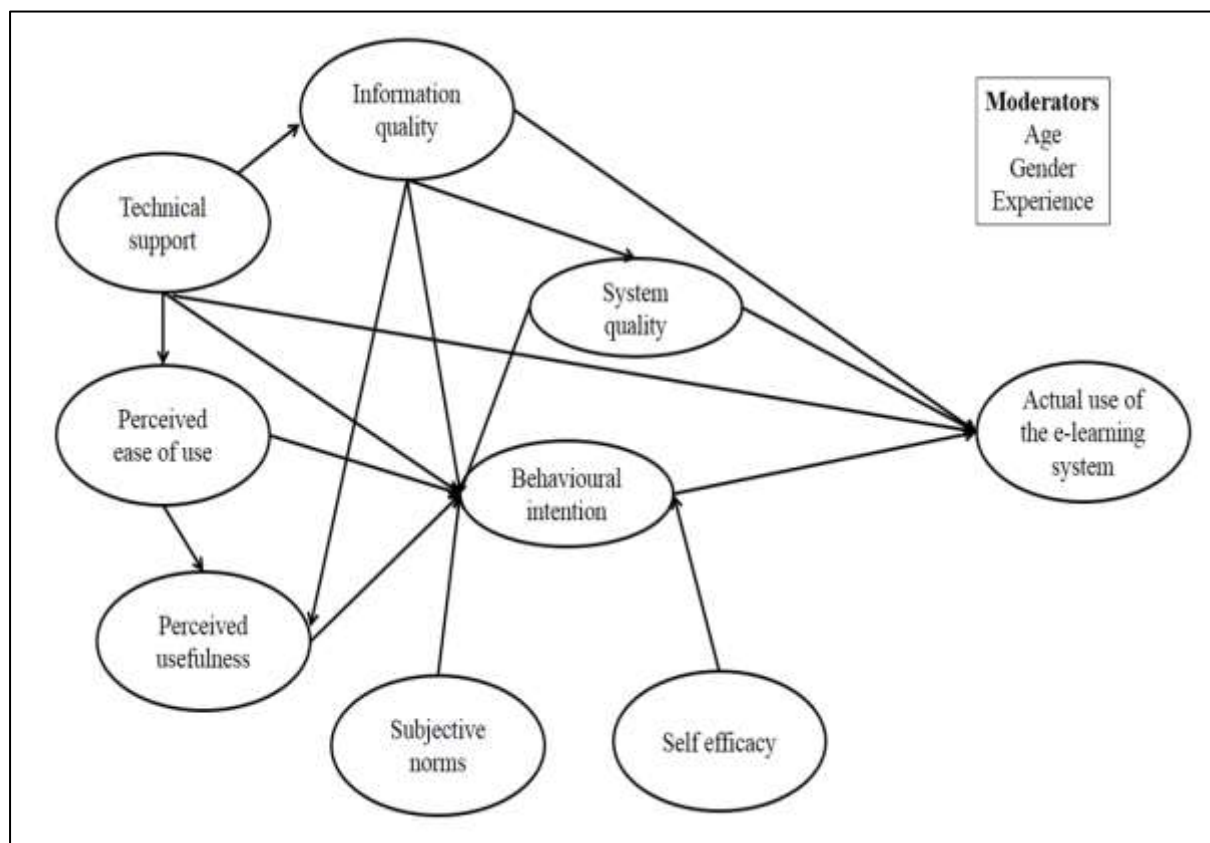 Information
quality
Moderators
Age
Gender
Experience
Technical
support
System
quality
Perceived
ease of use
Actual use of
the e-learning
system
Behavioural
intention
Perceived
usefulness
Subjective
norms
Self efficacy